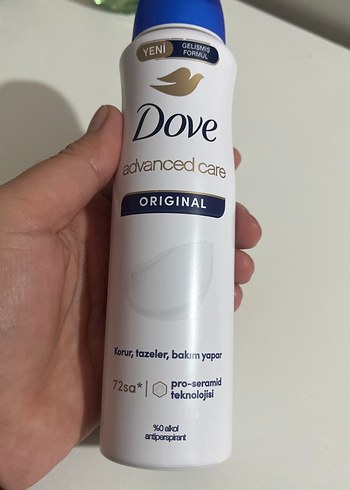 YENİ
GELİŞMİŞ
FORMÜL
Dove
advanced care
ORIGINAL
Korur, tazeler, bakım yapar
72sa*
pro-seramid
teknolojisi
%0 alkol
antiperspirant